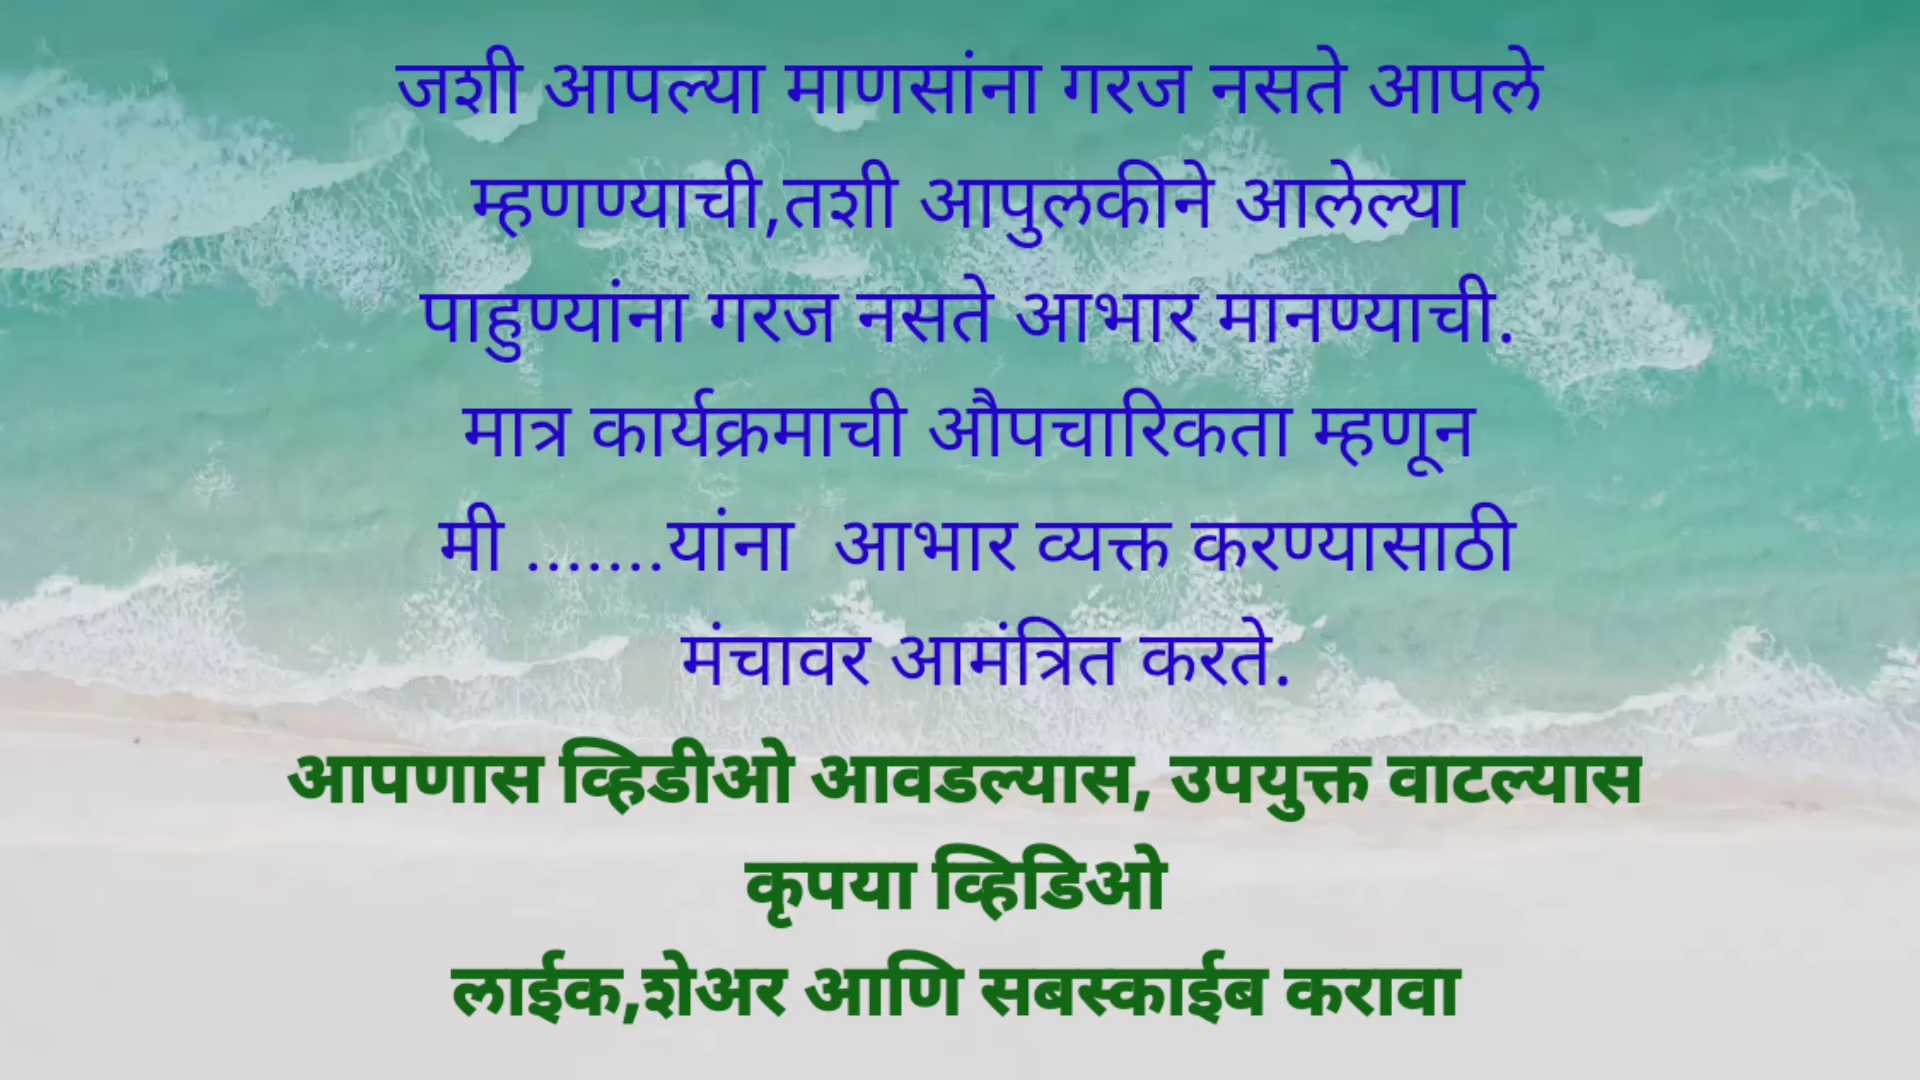 जशी आपल्या माणसांना गरज नसते आपले
म्हणण्याची,तशी आपुलकीने आलेल्या
पाहुण्यांना गरज नसते आभार मानण्याची.
मात्र कार्यक्रमाची औपचारिकता म्हणून
मी .......यांना  आभार व्यक्त करण्यासाठी
मंचावर आमंत्रित करते.
आपणास व्हिडीओ आवडल्यास, उपयुक्त वाटल्यास
कृपया व्हिडिओ
लाईक,शेअर आणि सबस्काईब करावा